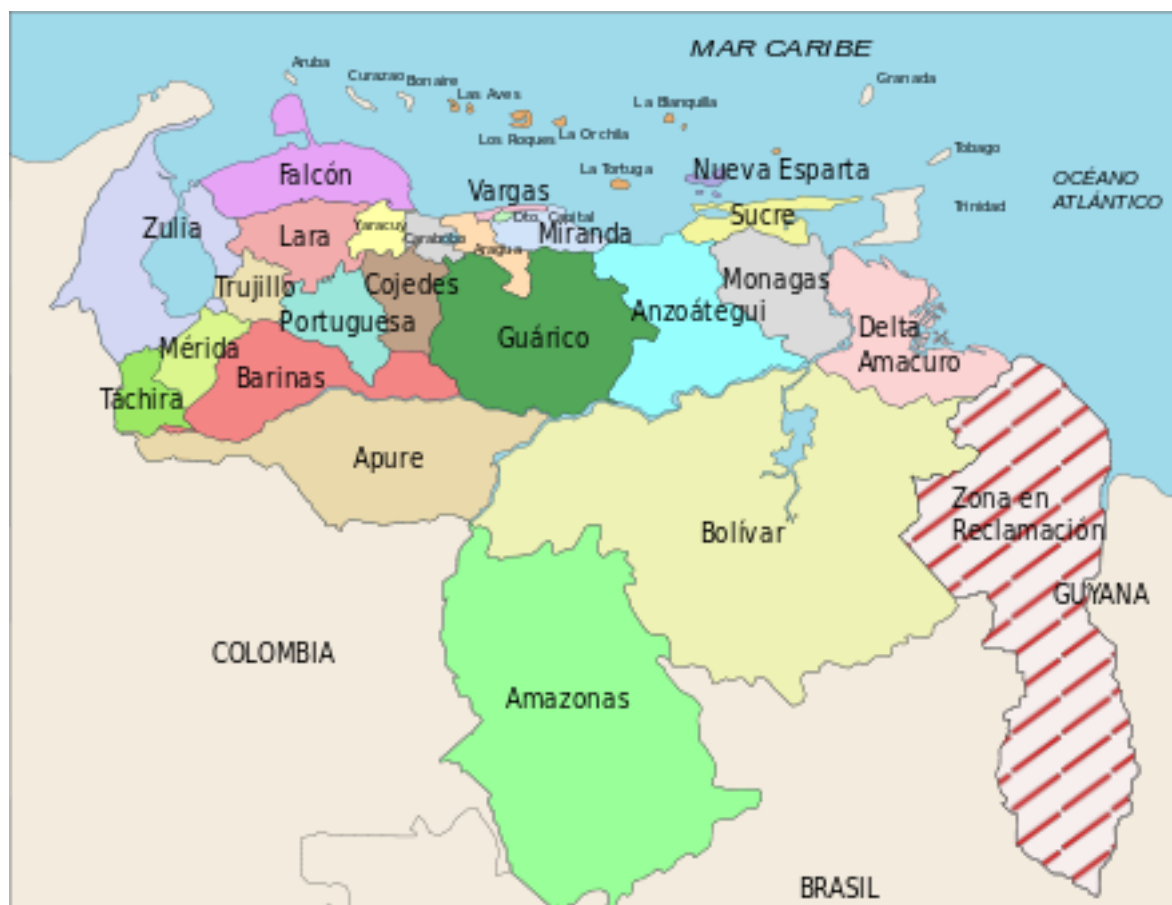 MAR CARIBE
Aruba
Curazao
Bonaire
Las Aves
Los Roques
La Orchila
La Blanquilla
Granada
La Tortuga
Nueva Esparta
Tobago
Trinidad
OCÉANO
ATLÁNTICO
Falcón
Vargas
Dto. Capital
Sucre
Zulia
Lara
Yaracuy
Carabobo
Aragua
Miranda
Trujillo
Cojedes
Monagas
Portuguesa
Guárico
Anzoátegui
Delta
Amacuro
Mérida
Barinas
Táchira
Apure
Bolívar
Zona en
Reclamación
GUYANA
COLOMBIA
Amazonas
BRASIL